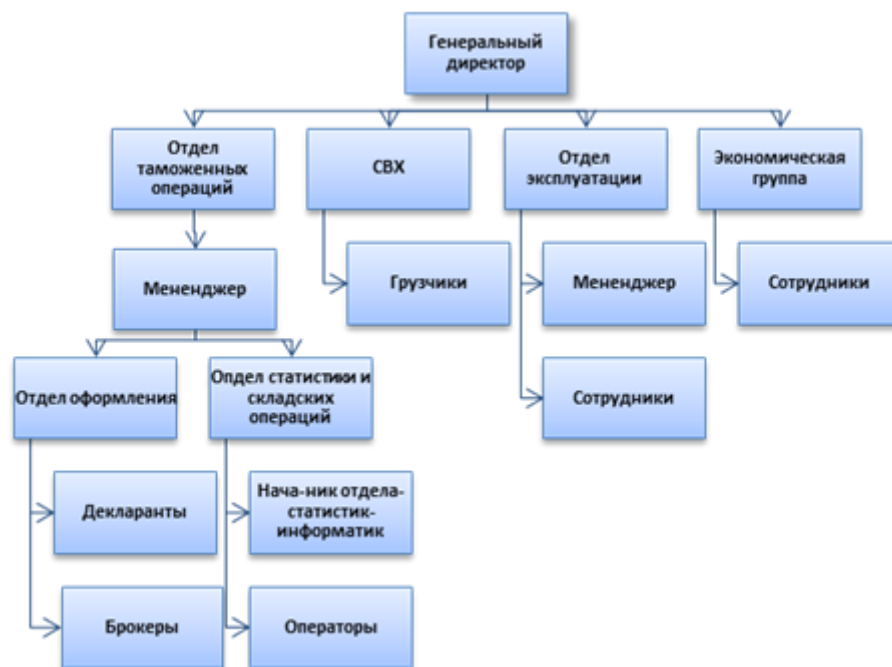 Генеральный
директор
Отдел
таможенных
операций
СВХ
Отдел
эксплуатации
Экономическая
группа
Мененджер
Грузчики
Мененджер
Сотрудники
Отдел оформления
Опдел статистики и
складских
операций
Сотрудники
Декларанты
Нача-ник отдела-
статистик-
информатик
Брокеры
Операторы